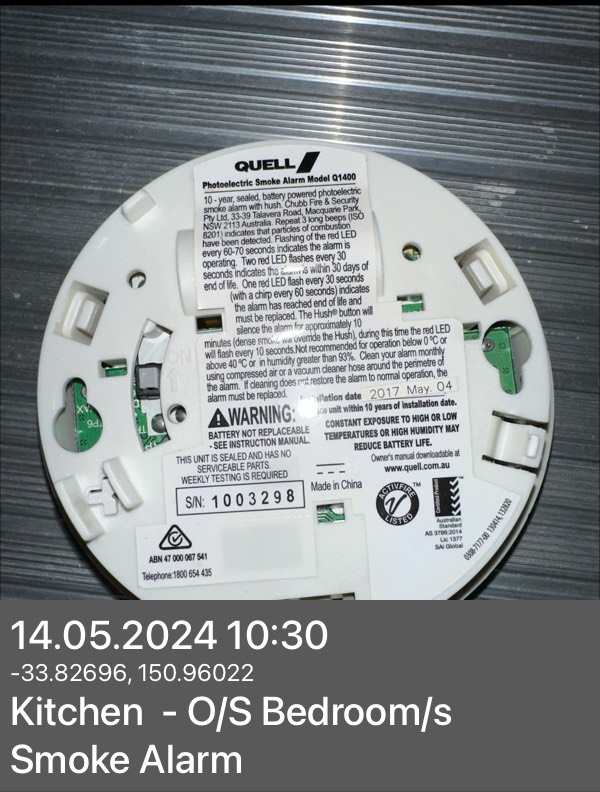 QUELL
Photoelectric Smoke Alarm Model Q1400
10 - year, sealed, battery powered photoelectric
smoke alarm with hush. Chubb Fire & Security
Pty Ltd, 33-39 Talavera Road, Macquarie Park,
NSW 2113 Australia. Repeat 3 long beeps (ISO
8201) indicates that particles of combustion
have been detected. Flashing of the red LED
every 60-70 seconds indicates the alarm is
operating. Two red LED flashes every 30
seconds indicates the alarm is within 30 days of
end of life. One red LED flash every 30 seconds
(with a chirp every 60 seconds) indicates
the alarm has reached end of life and
must be replaced. The Hush® button will
silence the alarm for approximately 10
minutes (dense smoke will override the Hush), during this time the red LED
will flash every 10 seconds.Not recommended for operation below 0 °C or
above 40 °C or in humidity greater than 93%. Clean your alarm monthly
using compressed air or a vacuum cleaner hose around the perimetre of
the alarm. If cleaning does not restore the alarm to normal operation, the
alarm must be replaced.
date 2017 May. 04
unit within 10 years of installation date.
WARNING:
BATTERY NOT REPLACEABLE
- SEE INSTRUCTION MANUAL.
CONSTANT EXPOSURE TO HIGH OR LOW
TEMPERATURES OR HIGH HUMIDITY MAY
REDUCE BATTERY LIFE.
THIS UNIT IS SEALED AND HAS NO
SERVICEABLE PARTS.
WEEKLY TESTING IS REQUIRED
Owner's manual downloadable at
www.quell.com.au
S/N: 1003298
Made in China
ACTIVFIRE™
LISTED
Certified Product
™
Australian
Standard
AS 3786:2014
Lic 1377
SAI Global
ABN 47 000 067 541
Telephone:1800 654 435
TP6
14.05.2024 10:30
-33.82696, 150.96022
Kitchen - O/S Bedroom/s
Smoke Alarm